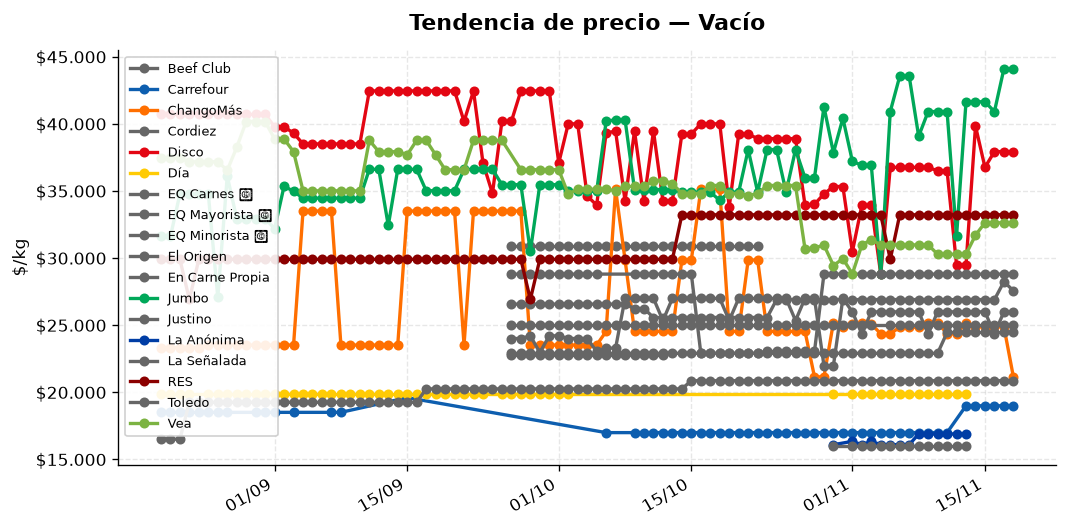 Tendencia de precio — Vacío
$/kg
$45.000
$40.000
$35.000
$30.000
$25.000
$20.000
$15.000
Beef Club
Carrefour
ChangoMás
Cordiez
Disco
Día
EQ Carnes
EQ Mayorista
EQ Minorista
El Origen
En Carne Propia
Jumbo
Justino
La Anónima
La Señalada
RES
Toledo
Vea
01/09
15/09
01/10
15/10
01/11
15/11